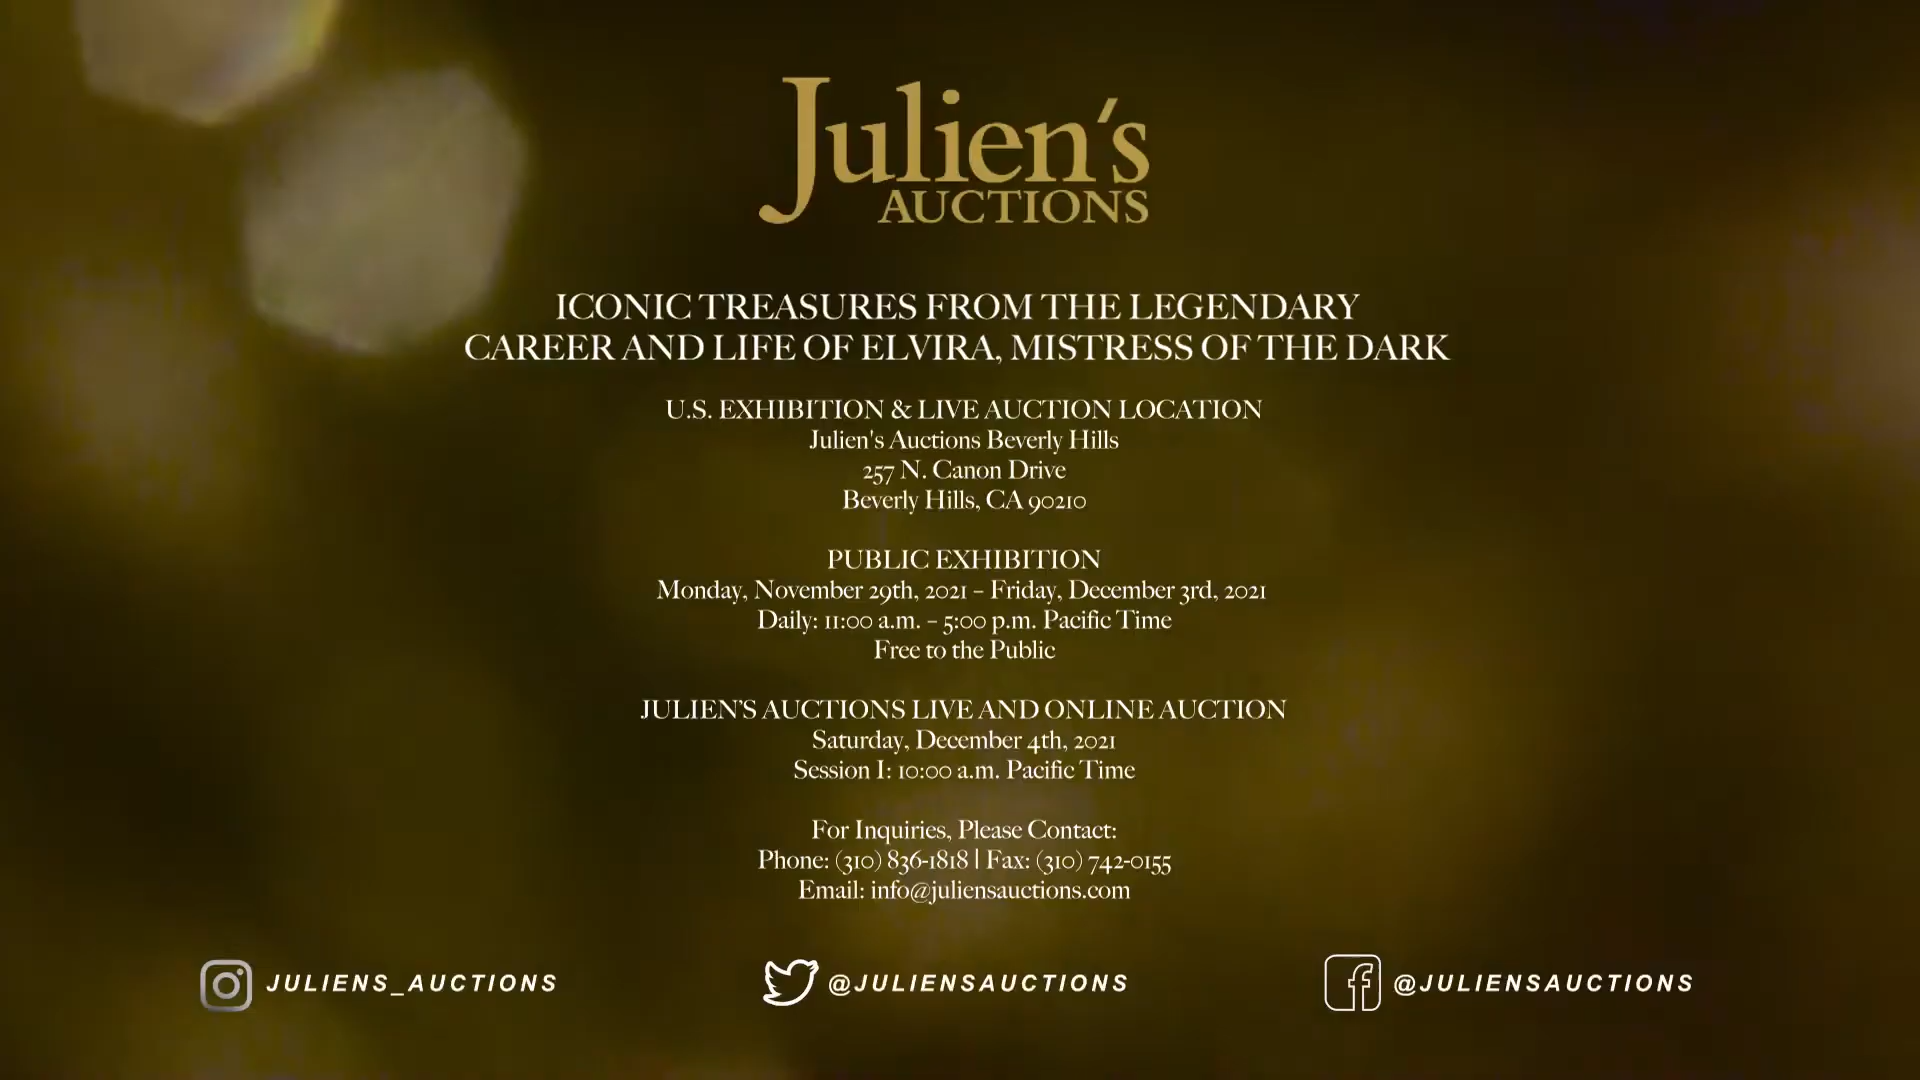 Julien's
AUCTIONS
ICONIC TREASURES FROM THE LEGENDARY
CAREER AND LIFE OF ELVIRA, MISTRESS OF THE DARK
U.S. EXHIBITION & LIVE AUCTION LOCATION
Julien's Auctions Beverly Hills
257 N. Canon Drive
Beverly Hills, CA 90210
PUBLIC EXHIBITION
Monday, November 29th, 2021 – Friday, December 3rd, 2021
Daily: 11:00 a.m. – 5:00 p.m. Pacific Time
Free to the Public
JULIEN'S AUCTIONS LIVE AND ONLINE AUCTION
Saturday, December 4th, 2021
Session I: 10:00 a.m. Pacific Time
For Inquiries, Please Contact:
Phone: (310) 836-1818 | Fax: (310) 742-0155
Email: info@juliensauctions.com
JULIENS_AUCTIONS
@JULIENSAUCTIONS
@JULIENSAUCTIONS